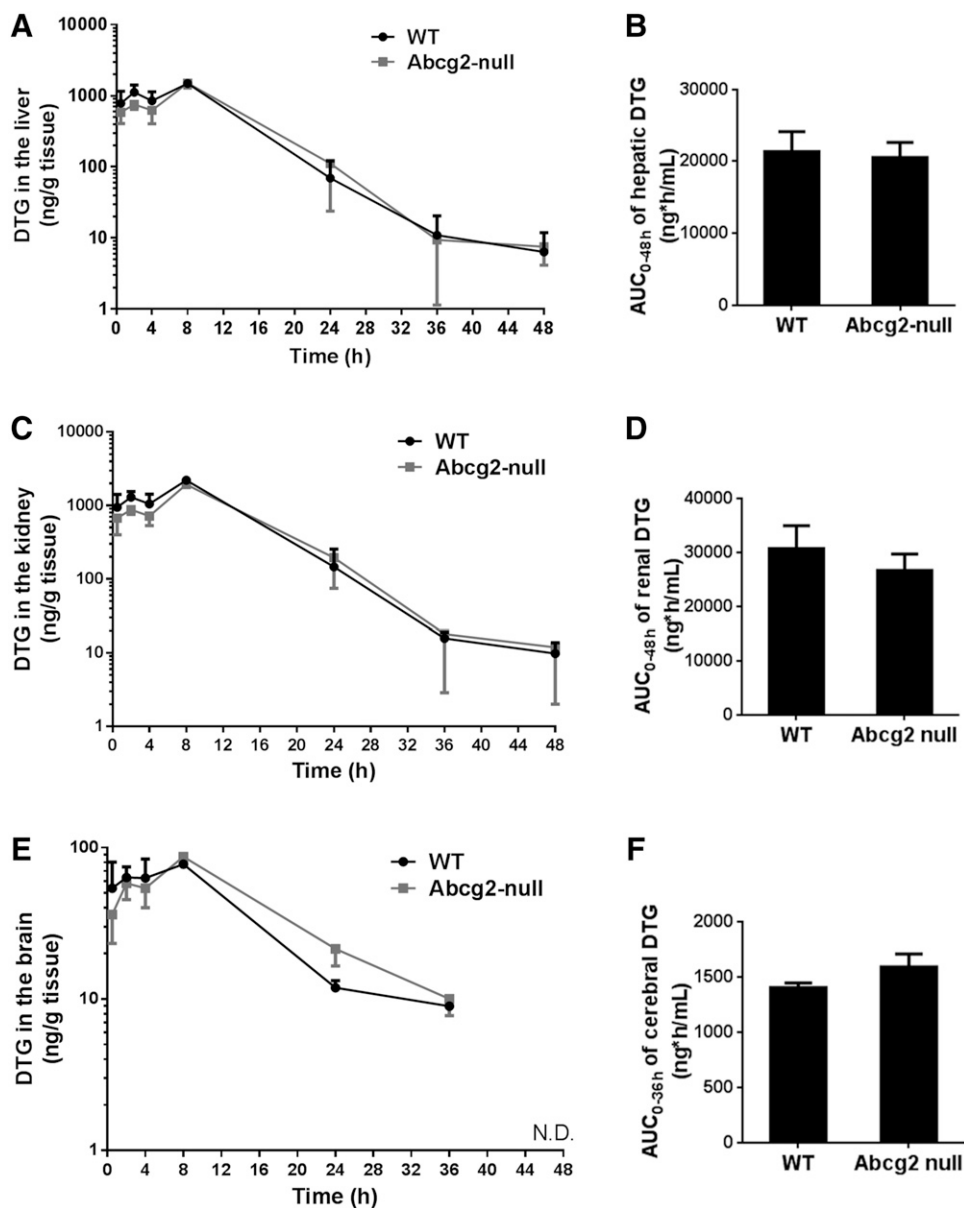 A
DTG in the liver
(ng/g tissue)
10000
1000
100
10
1
WT
Abcg2-null
0 4 8 12 16 20 24 28 32 36 40 44 48
Time (h)
B
AUC0-48h of hepatic DTG
(ng*h/mL)
30000
20000
10000
0
WT Abcg2-null
C
DTG in the kidney
(ng/g tissue)
10000
1000
100
10
1
WT
Abcg2-null
0 4 8 12 16 20 24 28 32 36 40 44 48
Time (h)
D
AUC0-48h of renal DTG
(ng*h/mL)
40000
30000
20000
10000
0
WT Abcg2 null
E
DTG in the brain
(ng/g tissue)
100
10
1
WT
Abcg2-null
N.D.
0 4 8 12 16 20 24 28 32 36 40 44 48
Time (h)
F
AUC0-36h of cerebral DTG
(ng*h/mL)
2000
1500
1000
500
0
WT Abcg2 null